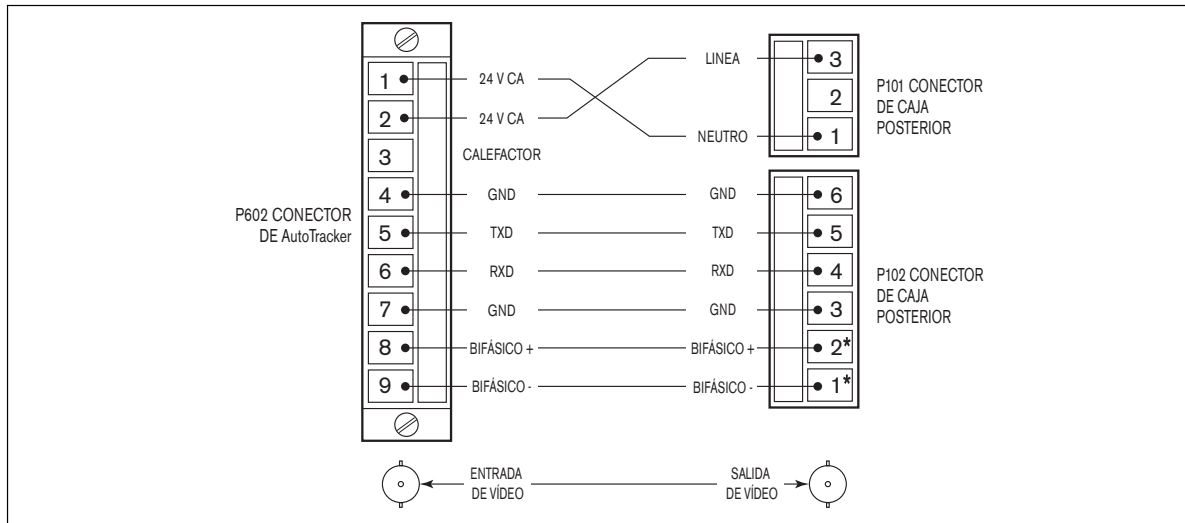 P602 CONECTOR
DE AutoTracker
1
2
3
4
5
6
7
8
9
24 V CA
24 V CA
CALEFACTOR
GND
TXD
RXD
GND
BIFÁSICO +
BIFÁSICO -
LINEA
NEUTRO
GND
TXD
RXD
GND
BIFÁSICO +
BIFÁSICO -
3
2
1
P101 CONECTOR
DE CAJA
POSTERIOR
6
5
4
3
2*
1*
P102 CONECTOR
DE CAJA
POSTERIOR
ENTRADA
DE VÍDEO
SALIDA
DE VÍDEO